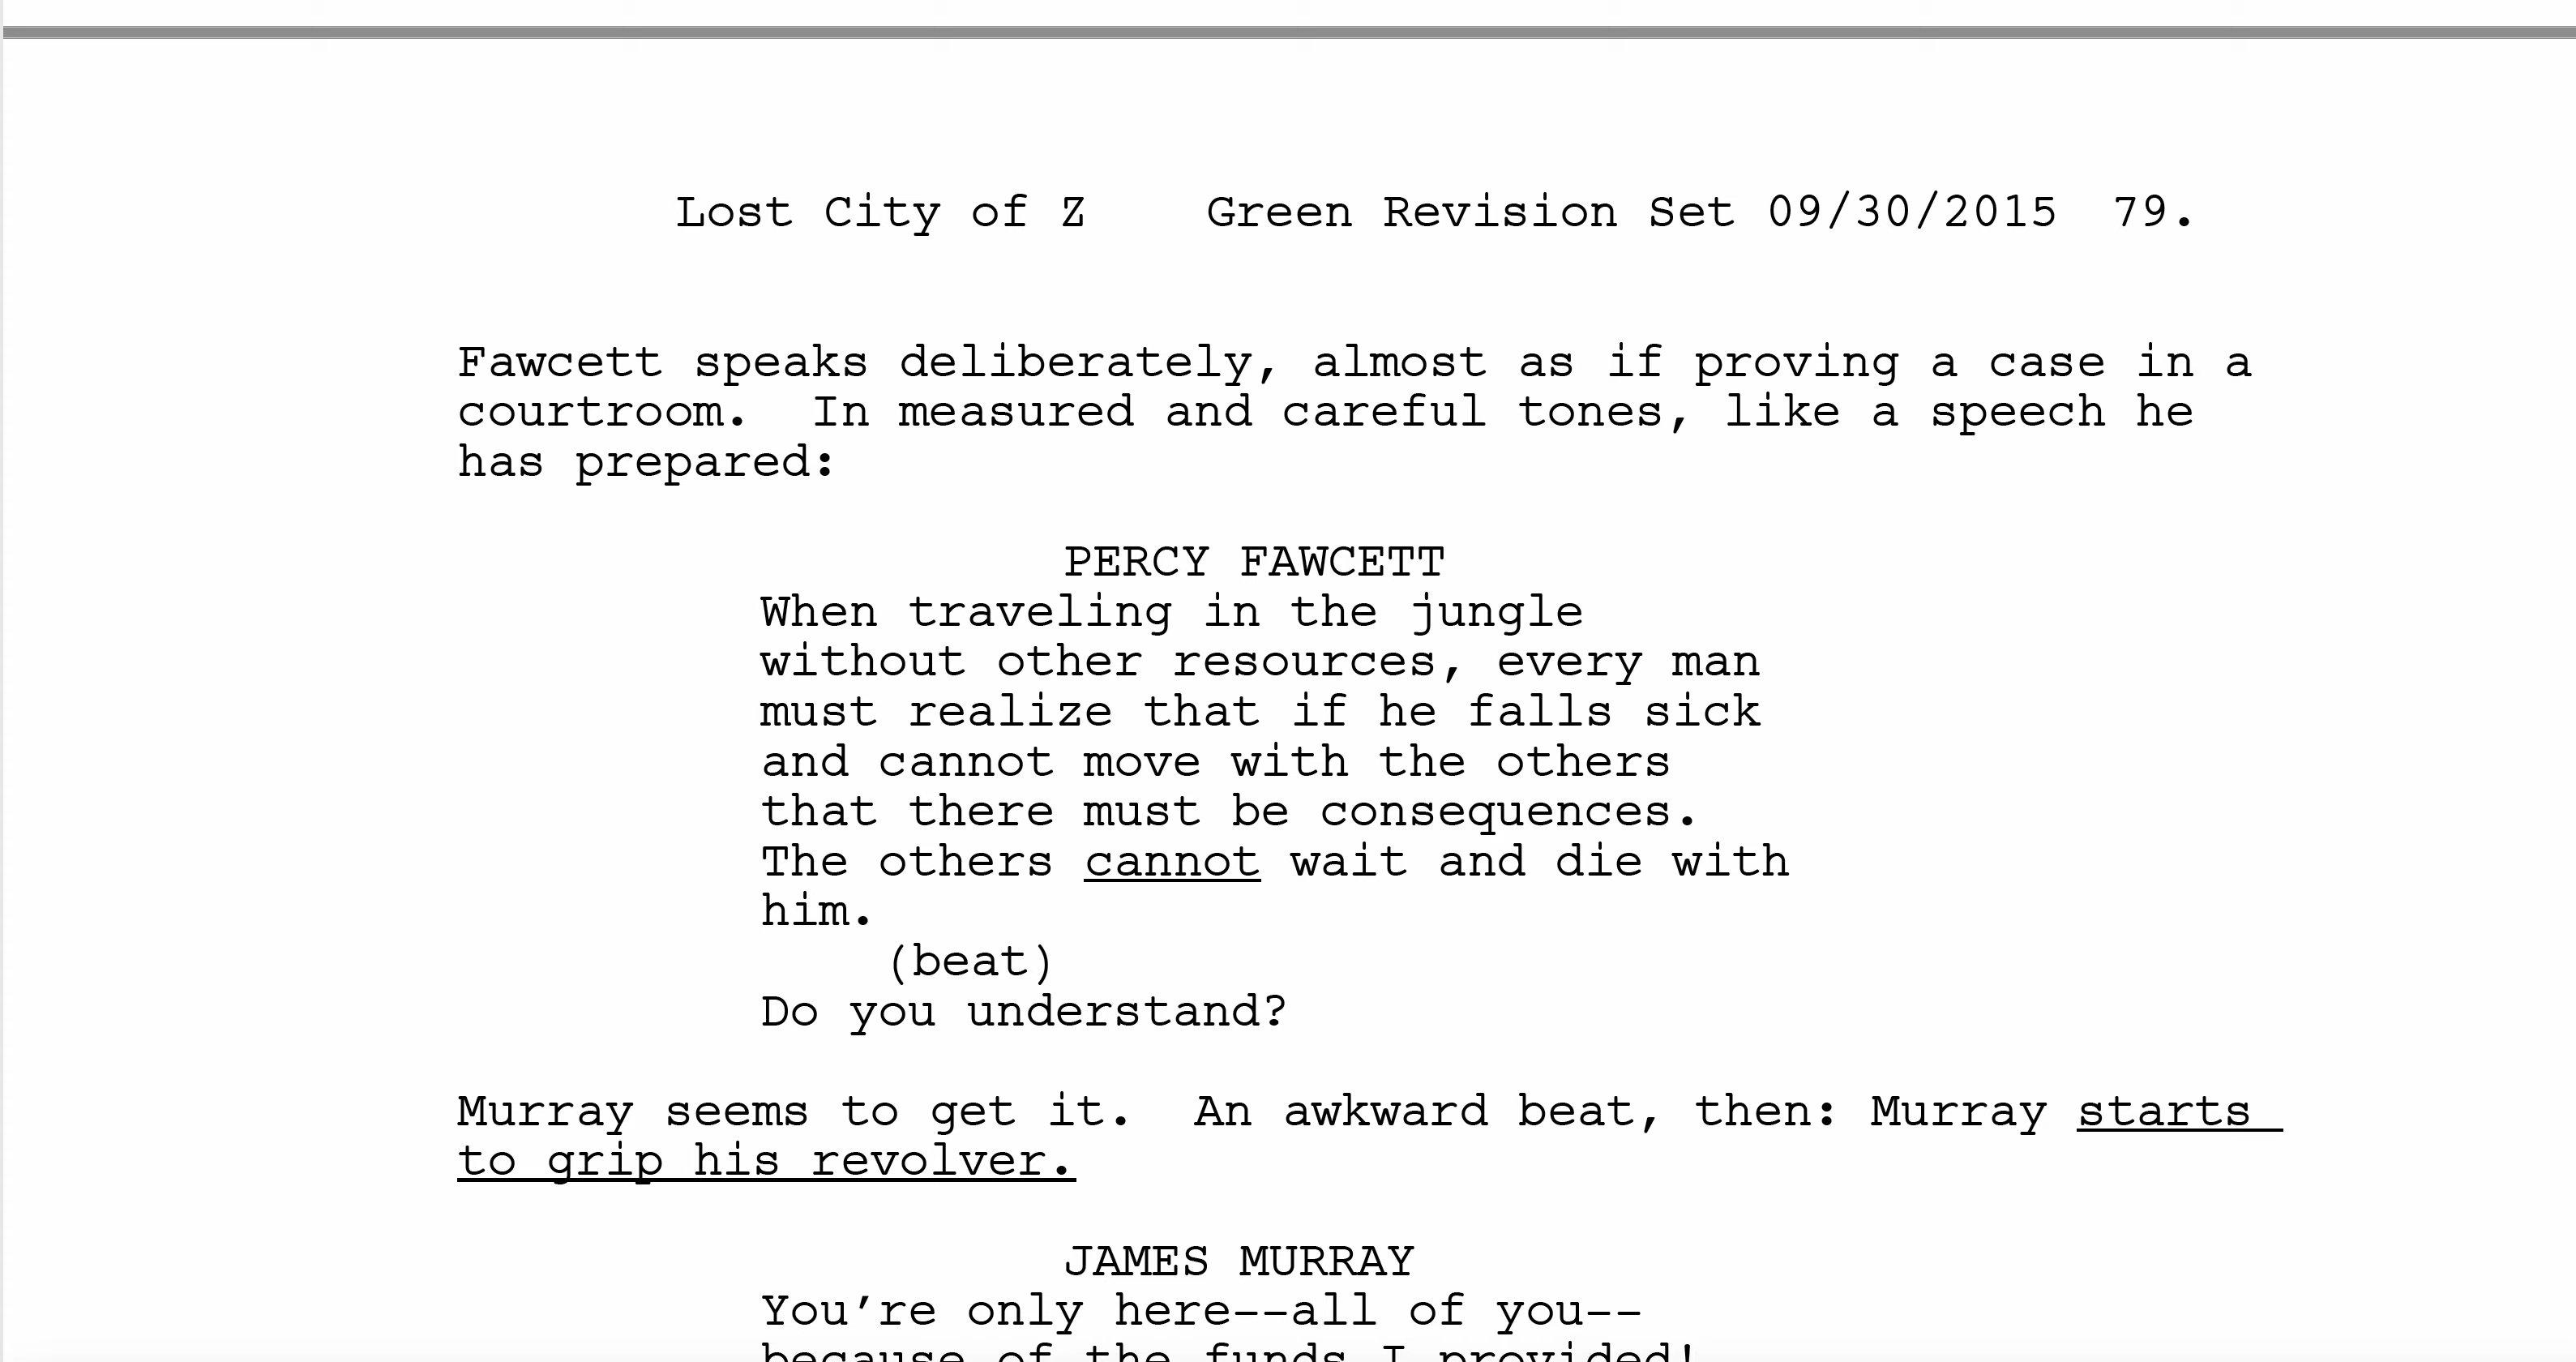 Lost City of Z    Green Revision Set 09/30/2015  79.
Fawcett speaks deliberately, almost as if proving a case in a
courtroom.  In measured and careful tones, like a speech he
has prepared:
PERCY FAWCETT
When traveling in the jungle
without other resources, every man
must realize that if he falls sick
and cannot move with the others
that there must be consequences.
The others cannot wait and die with
him.
(beat)
Do you understand?
Murray seems to get it.  An awkward beat, then: Murray starts
to grip his revolver.
JAMES MURRAY
You’re only here--all of you--
because of the funds I provided!